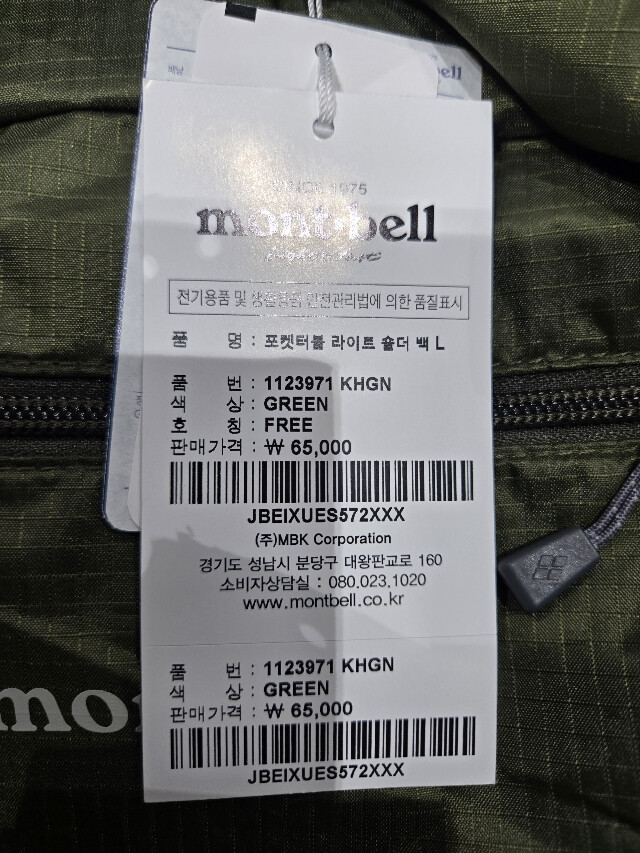 배낭
bell
SINCE 1975
mont·bell
전기용품 및 생활용품 안전관리법에 의한 품질표시
품 명 : 포켓터블 라이트 숄더 백 L
품 번 : 1123971 KHGN
색 상 : GREEN
호 칭 : FREE
판매가격 : ₩ 65,000
JBEIXUES572XXX
(주)MBK Corporation
경기도 성남시 분당구 대왕판교로 160
소비자상담실 : 080.023.1020
www.montbell.co.kr
품 번 : 1123971 KHGN
색 상 : GREEN
판매가격 : ₩ 65,000
JBEIXUES572XXX
mon